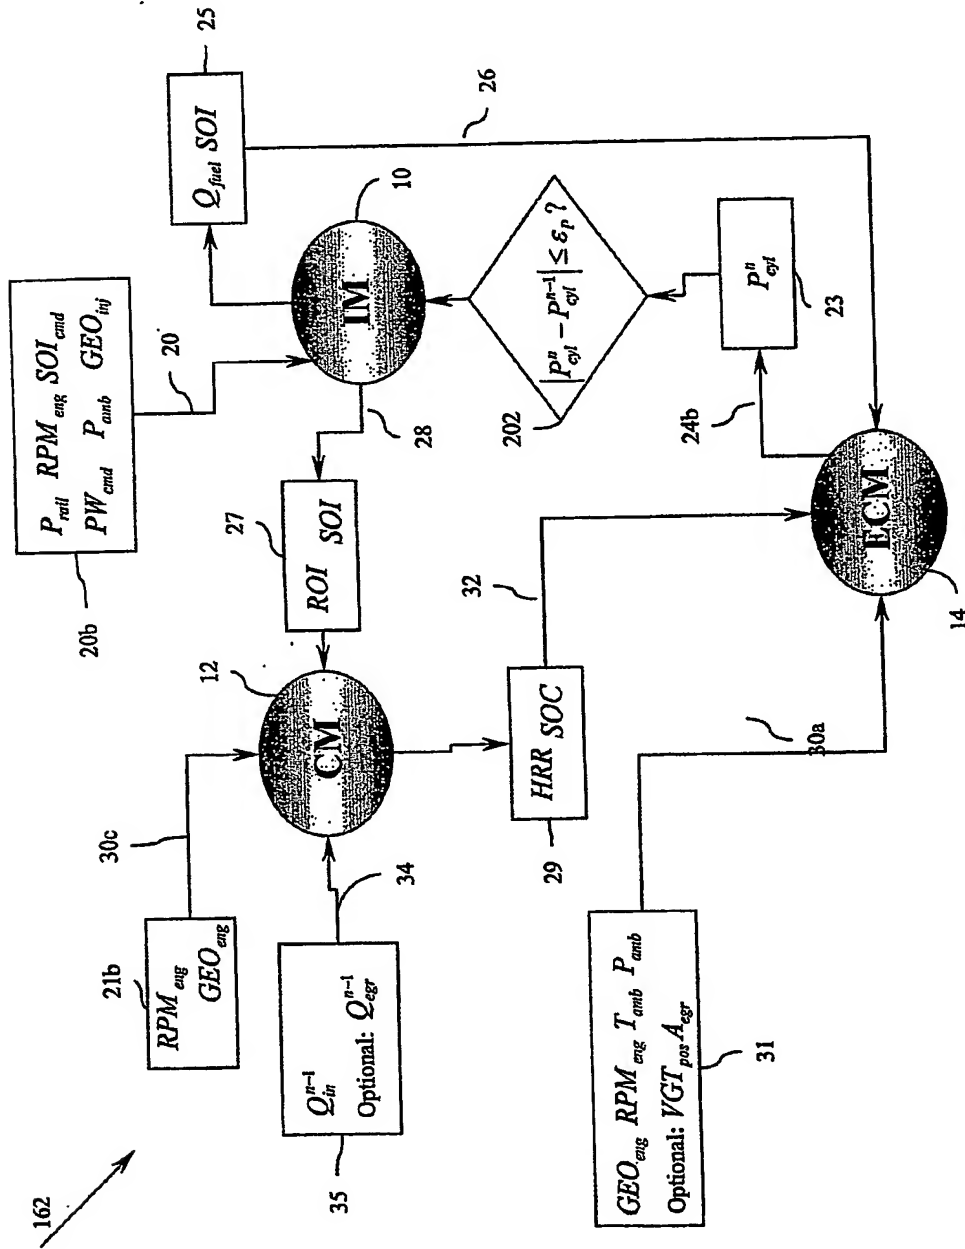 162
21b
RPM_eng
GEO_eng
30c
Q_in^{n-1}
Optional: Q_egr^{n-1}
35
34
12
CM
20b
P_rail RPM_eng SOI_cmd
PW_cmd P_amb GEO_inj
20
27
ROI SOI
28
IM
10
25
Q_fuel SOI
26
202
|P_cyl^n - P_cyl^{n-1}| ≤ ε_P ?
23
P_cyl^n
24b
29
HRR SOC
32
ECM
14
30a
GEO_eng RPM_eng T_amb P_amb
Optional: VGT_pos A_egr
31